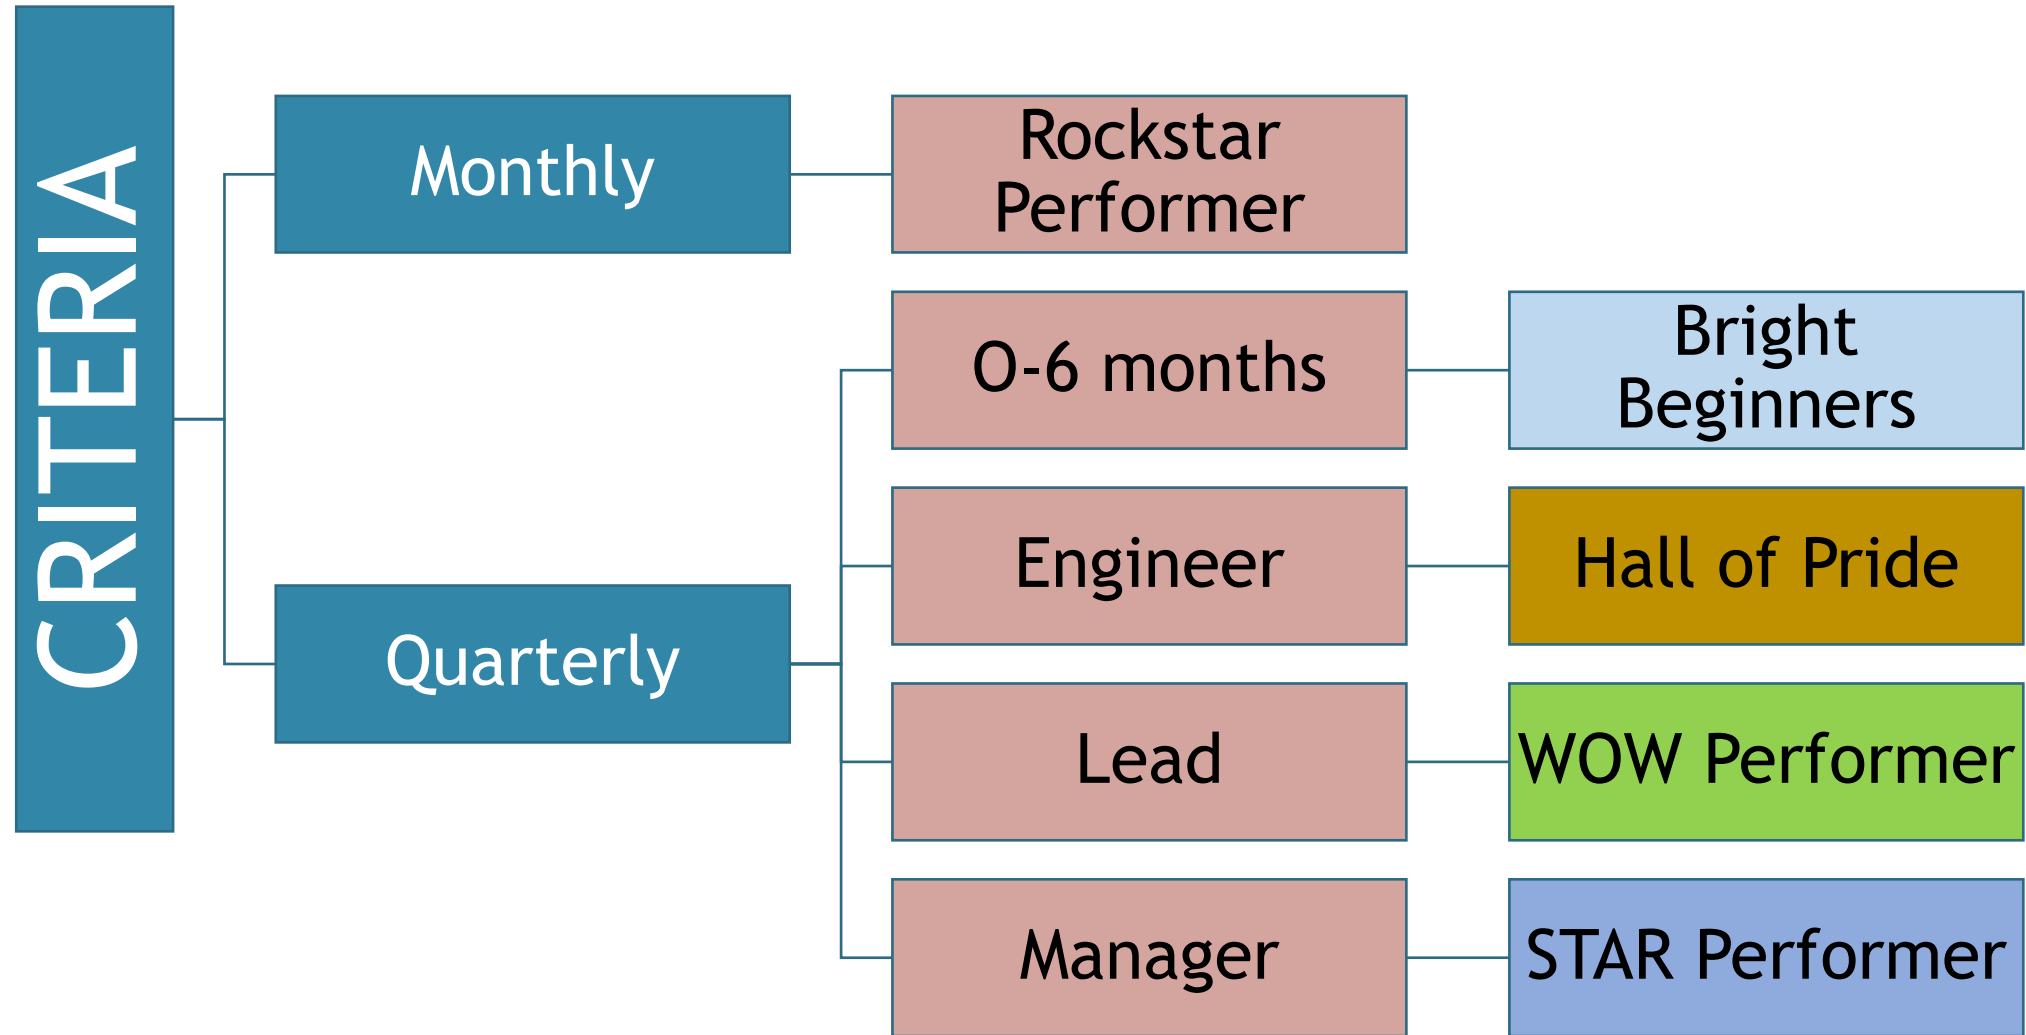 CRITERIA
Monthly
Rockstar
Performer
Quarterly
O-6 months
Bright
Beginners
Engineer
Hall of Pride
Lead
WOW Performer
Manager
STAR Performer